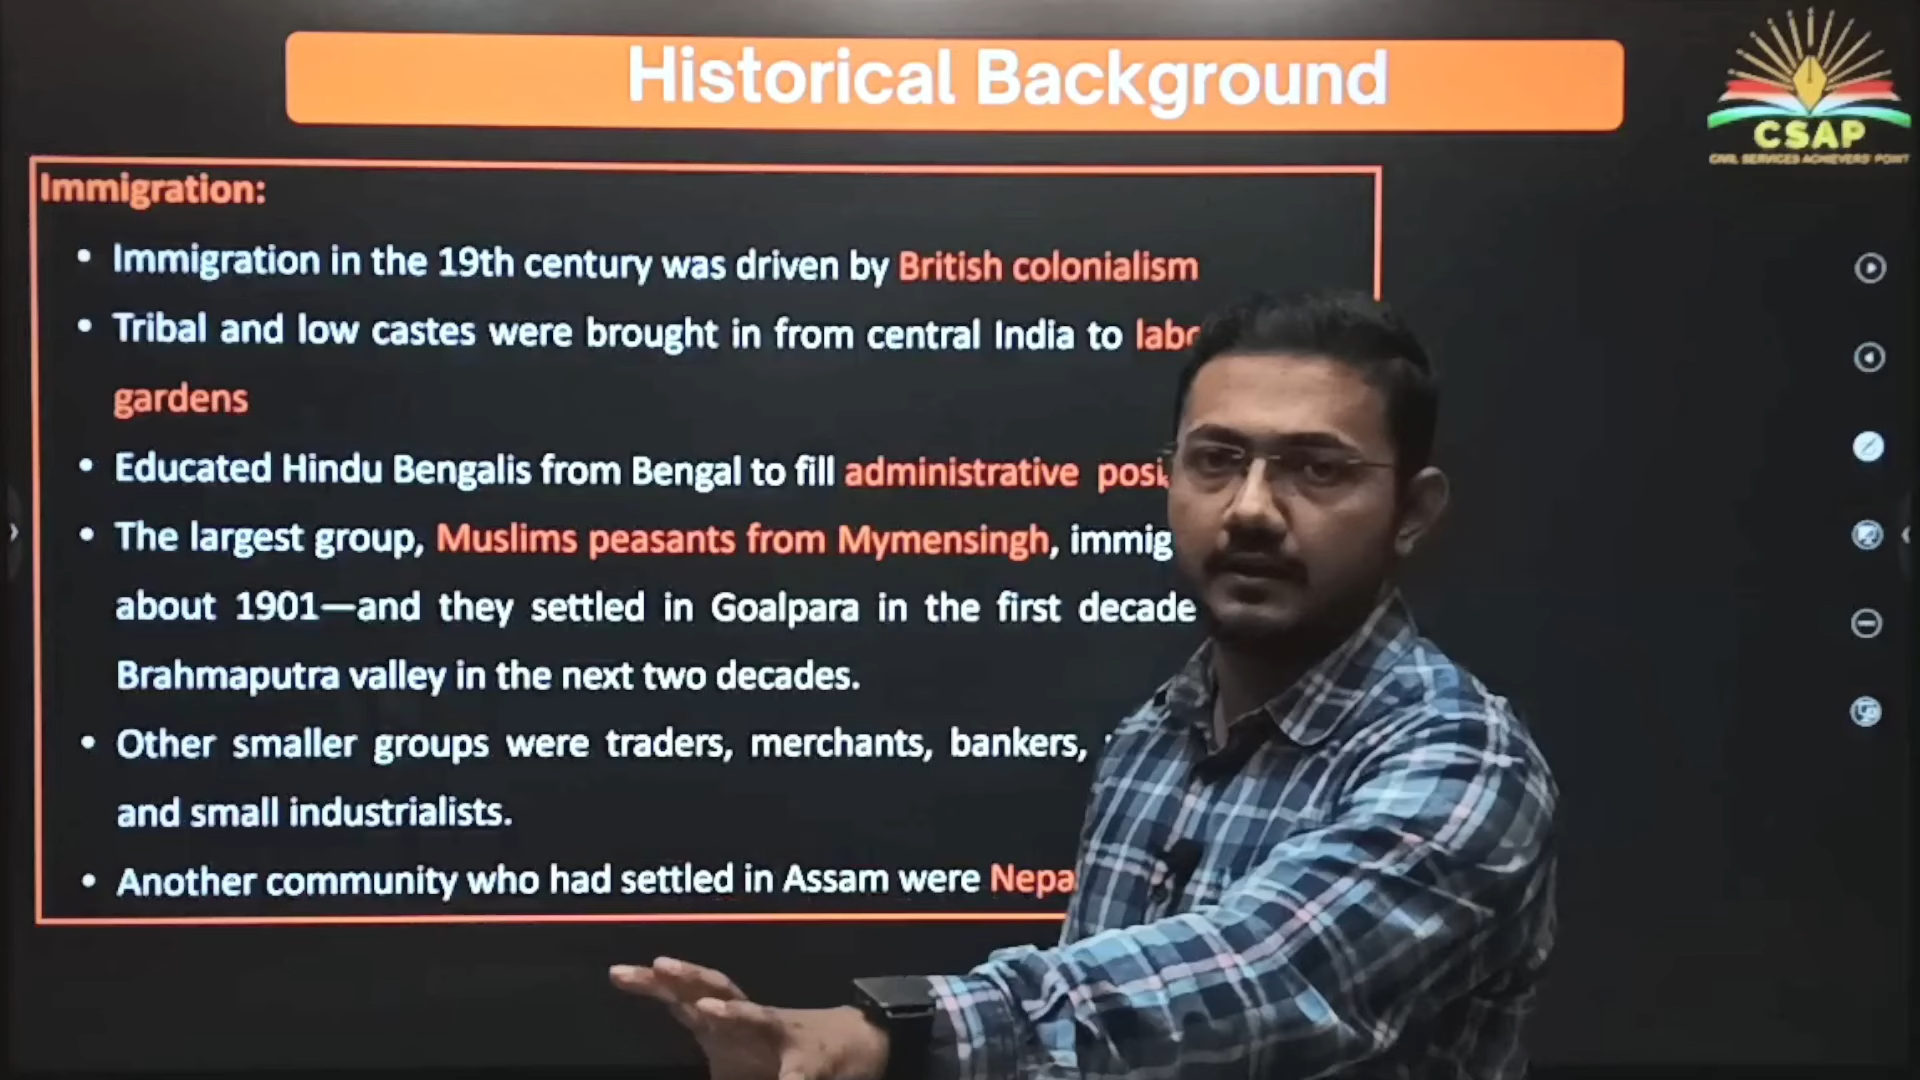 Historical Background
CSAP
CIVIL SERVICES ACHIEVERS' POINT
Immigration:
• Immigration in the 19th century was driven by British colonialism
• Tribal and low castes were brought in from central India to
gardens
• Educated Hindu Bengalis from Bengal to fill administrative
• The largest group, Muslims peasants from Mymensingh,
about 1901—and they settled in Goalpara in the first decade
Brahmaputra valley in the next two decades.
• Other smaller groups were traders, merchants, bankers,
and small industrialists.
• Another community who had settled in Assam were